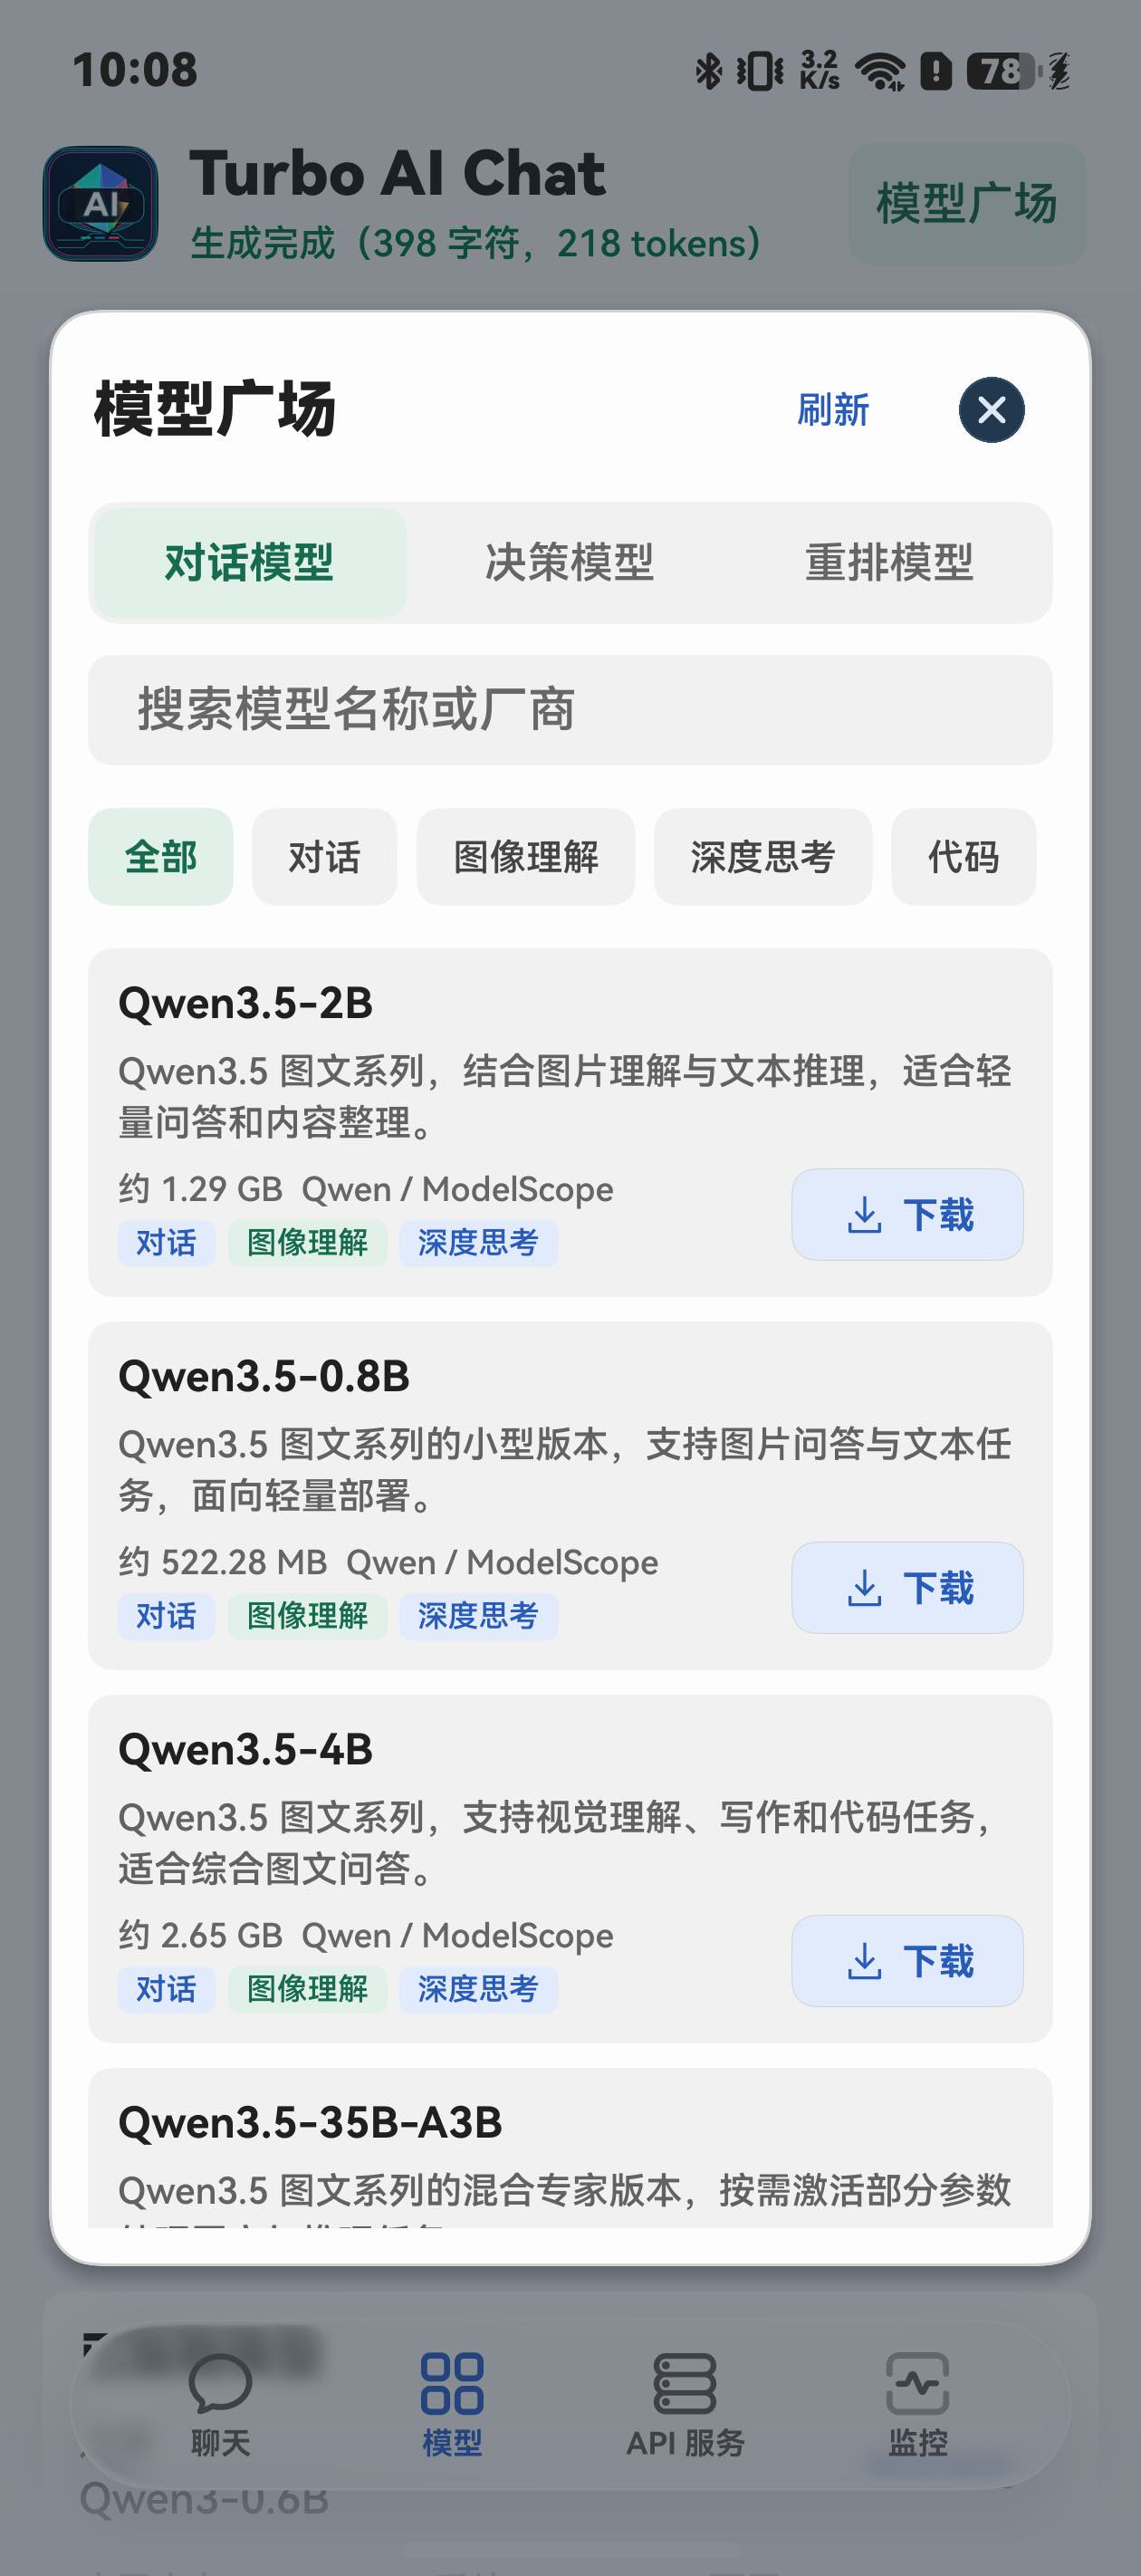 10:08
3.2 K/s
78
AI
Turbo AI Chat
生成完成（398 字符，218 tokens）
模型广场
模型广场
刷新
对话模型
决策模型
重排模型
搜索模型名称或厂商
全部
对话
图像理解
深度思考
代码
Qwen3.5-2B
Qwen3.5 图文系列，结合图片理解与文本推理，适合轻
量问答和内容整理。
约 1.29 GB Qwen / ModelScope
对话
图像理解
深度思考
下载
Qwen3.5-0.8B
Qwen3.5 图文系列的小型版本，支持图片问答与文本任
务，面向轻量部署。
约 522.28 MB Qwen / ModelScope
对话
图像理解
深度思考
下载
Qwen3.5-4B
Qwen3.5 图文系列，支持视觉理解、写作和代码任务，
适合综合图文问答。
约 2.65 GB Qwen / ModelScope
对话
图像理解
深度思考
下载
Qwen3.5-35B-A3B
Qwen3.5 图文系列的混合专家版本，按需激活部分参数
聊天
模型
API 服务
监控
Qwen3-0.6B